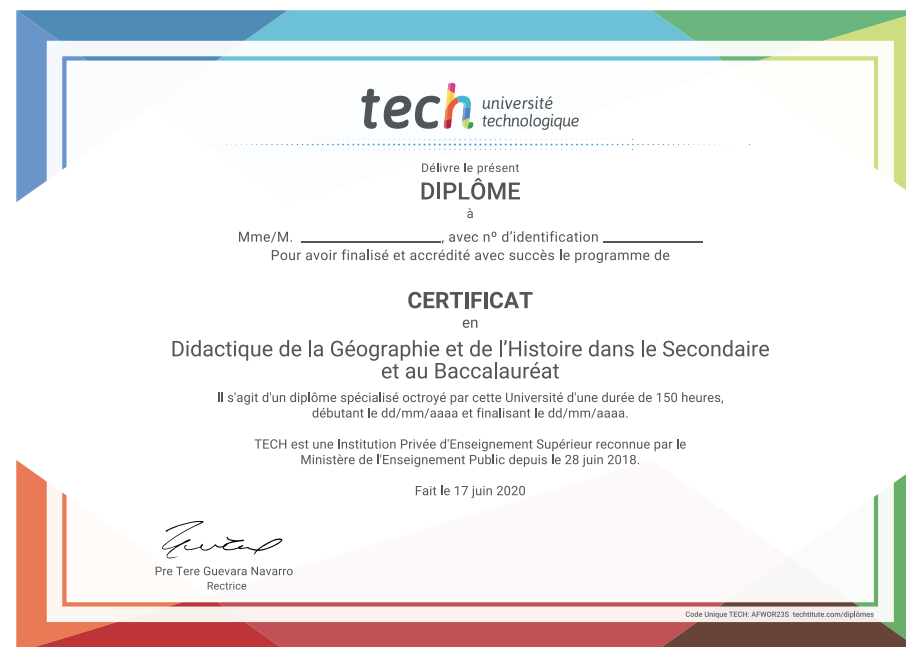 tech université
technologique
Délivre le présent
DIPLÔME
à
Mme/M. ____________________, avec nº d'identification ______________
Pour avoir finalisé et accrédité avec succès le programme de
CERTIFICAT
en
Didactique de la Géographie et de l'Histoire dans le Secondaire
et au Baccalauréat
Il s'agit d'un diplôme spécialisé octroyé par cette Université d'une durée de 150 heures,
débutant le dd/mm/aaaa et finalisant le dd/mm/aaaa.
TECH est une Institution Privée d'Enseignement Supérieur reconnue par le
Ministère de l'Enseignement Public depuis le 28 juin 2018.
Fait le 17 juin 2020
Pre Tere Guevara Navarro
Rectrice
Code Unique TECH: AFWOR23S techtitute.com/diplômes